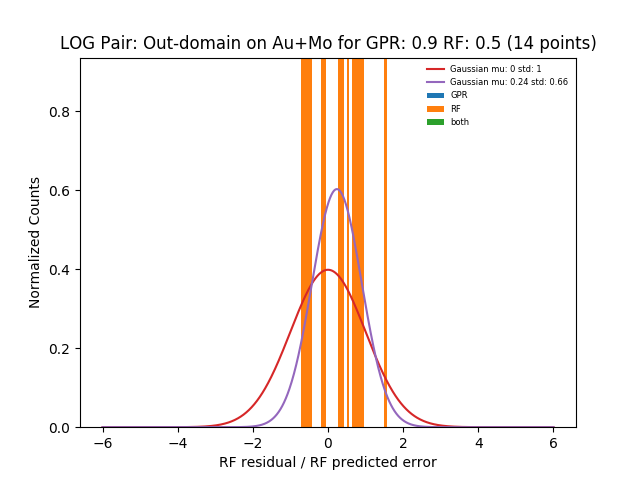 LOG Pair: Out-domain on Au+Mo for GPR: 0.9 RF: 0.5 (14 points)
Gaussian mu: 0 std: 1
Gaussian mu: 0.24 std: 0.66
GPR
RF
both
Normalized Counts
0.8
0.6
0.4
0.2
0.0
−6 −4 −2 0 2 4 6
RF residual / RF predicted error